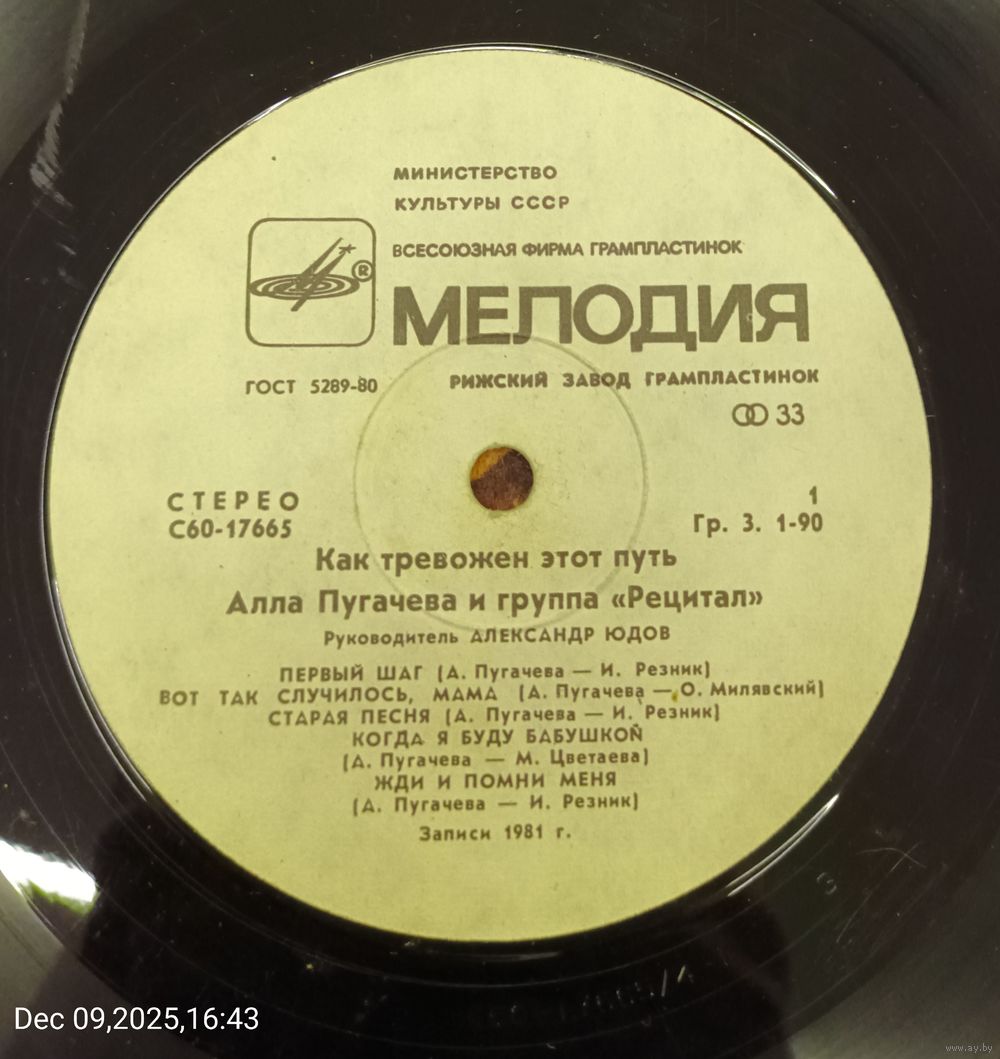 МИНИСТЕРСТВО
КУЛЬТУРЫ СССР
ВСЕСОЮЗНАЯ ФИРМА ГРАМПЛАСТИНОК
®
МЕЛОДИЯ
ГОСТ 5289-80
РИЖСКИЙ ЗАВОД ГРАМПЛАСТИНОК
33
СТЕРЕО
1
С60-17665
Гр. 3. 1-90
Как тревожен этот путь
Алла Пугачева и группа «Рецитал»
Руководитель АЛЕКСАНДР ЮДОВ
ПЕРВЫЙ ШАГ (А. Пугачева — И. Резник)
ВОТ ТАК СЛУЧИЛОСЬ, МАМА (А. Пугачева — О. Милявский)
СТАРАЯ ПЕСНЯ (А. Пугачева — И. Резник)
КОГДА Я БУДУ БАБУШКОЙ
(А. Пугачева — М. Цветаева)
ЖДИ И ПОМНИ МЕНЯ
(А. Пугачева — И. Резник)
Записи 1981 г.
Dec 09,2025,16:43
www.ay.by